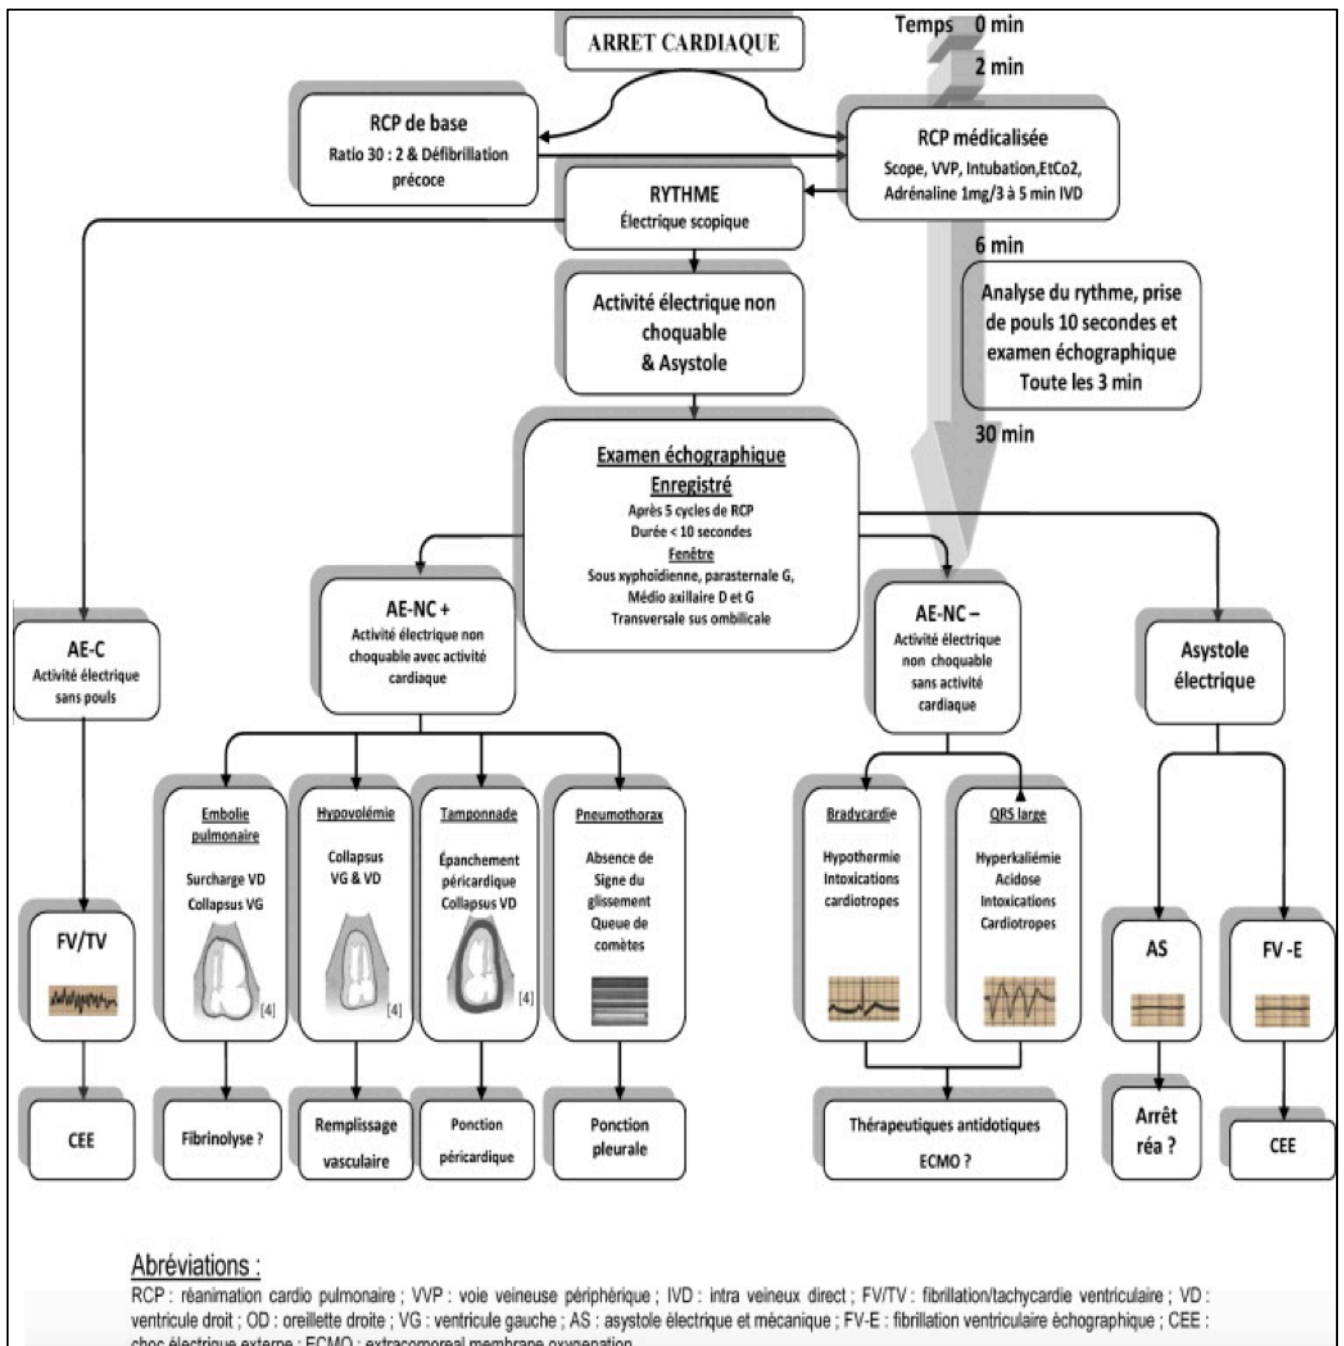 ARRET CARDIAQUE
Temps 0 min
2 min
RCP de base
Ratio 30 : 2 & Défibrillation
précoce
RCP médicalisée
Scope, VVP, Intubation,EtCo2,
Adrénaline 1mg/3 à 5 min IVD
RYTHME
Électrique scopique
6 min
Analyse du rythme, prise
de pouls 10 secondes et
examen échographique
Toute les 3 min
30 min
Activité électrique non
choquable
& Asystole
Examen échographique
Enregistré
Après 5 cycles de RCP
Durée < 10 secondes
Fenêtre
Sous xyphoïdienne, parasternale G,
Médio axillaire D et G
Transversale sus ombilicale
AE-C
Activité électrique
sans pouls
AE-NC +
Activité électrique non
choquable avec activité
cardiaque
AE-NC –
Activité électrique
non choquable
sans activité
cardiaque
Asystole
électrique
FV/TV
Embolie
pulmonaire
Surcharge VD
Collapsus VG
[4]
Hypovolémie
Collapsus
VG & VD
[4]
Tamponnade
Épanchement
péricardique
Collapsus VD
[4]
Pneumothorax
Absence de
Signe du
glissement
Queue de
comètes
Bradycardie
Hypothermie
Intoxications
cardiotropes
QRS large
Hyperkaliémie
Acidose
Intoxications
Cardiotropes
AS
FV -E
CEE
Fibrinolyse ?
Remplissage
vasculaire
Ponction
péricardique
Ponction
pleurale
Thérapeutiques antidotiques
ECMO ?
Arrêt
réa ?
CEE
Abréviations :
RCP : réanimation cardio pulmonaire ; VVP : voie veineuse périphérique ; IVD : intra veineux direct ; FV/TV : fibrillation/tachycardie ventriculaire ; VD :
ventricule droit ; OD : oreillette droite ; VG : ventricule gauche ; AS : asystole électrique et mécanique ; FV-E : fibrillation ventriculaire échographique ; CEE :
choc électrique externe ; ECMO : extracorporeal membrane oxygenation